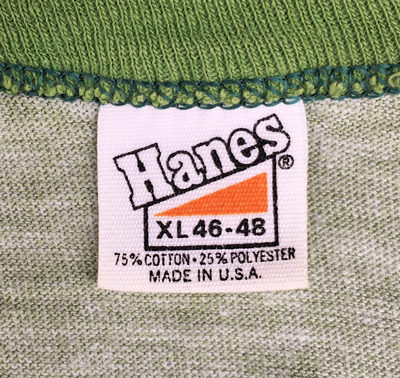 Hanes®
XL 46-48
75% COTTON • 25% POLYESTER
MADE IN U.S.A.